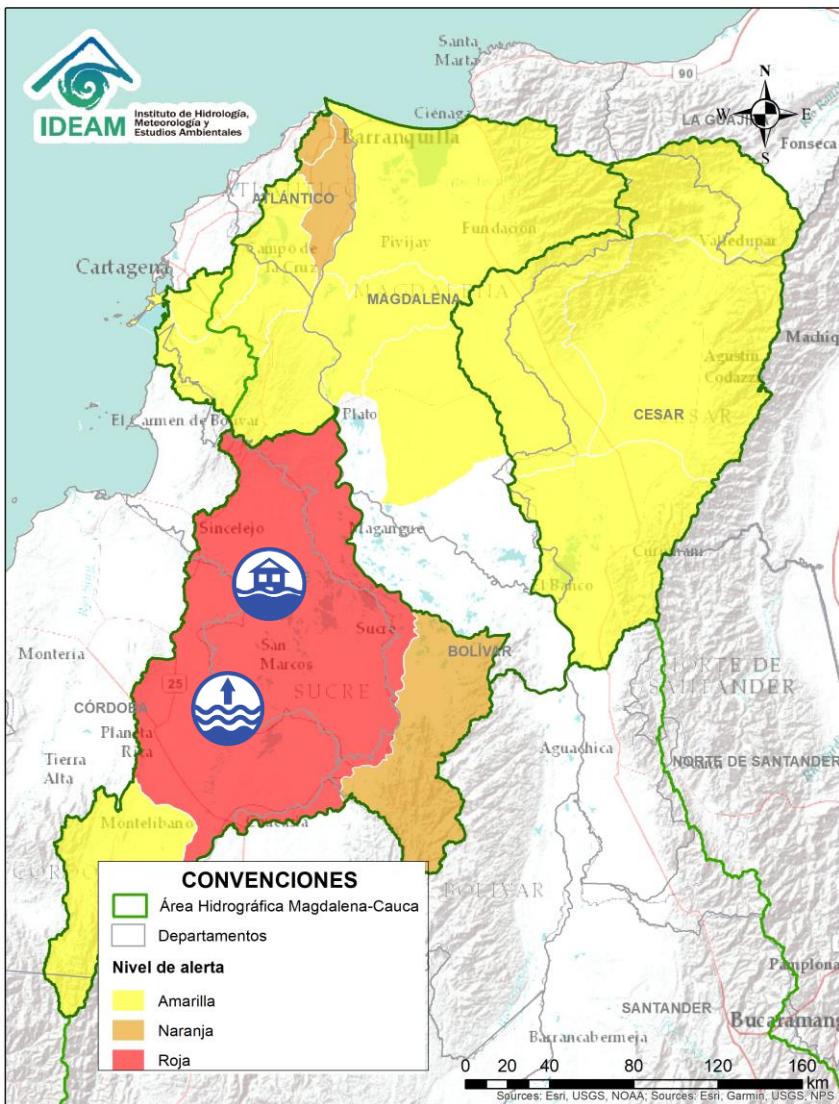 IDEAM
Instituto de Hidrología,
Meteorología y
Estudios Ambientales
Santa
Marta
90
N
W
E
S
Ciénaga
LA GUAJI
Fonseca
Barranquilla
ATLÁNTICO
Campo de
la Cruz
Pivijay
Fundación
Valledupar
Cartagena
MAGDALENA
Agustín
Codazzi
El Carmen de Bolívar
Plato
CESAR
Sincelejo
Magangue
Curumaní
El Banco
Sucre
BOLÍVAR
San
Marcos
SUCRE
Montería
25
CÓRDOBA
Planeta
Rica
Tierra
Alta
NORTE DE
SANTANDER
Aguachica
NORTE DE SANTANDER
Montelíbano
BOLÍVAR
CONVENCIONES
Área Hidrográfica Magdalena-Cauca
Departamentos
Nivel de alerta
Amarilla
Naranja
Roja
Pamplona
SANTANDER
Bucaramang
Barrancabermeja
0 20 40 80 120 160
km
Sources: Esri, USGS, NOAA; Sources: Esri, Garmin, USGS, NPS